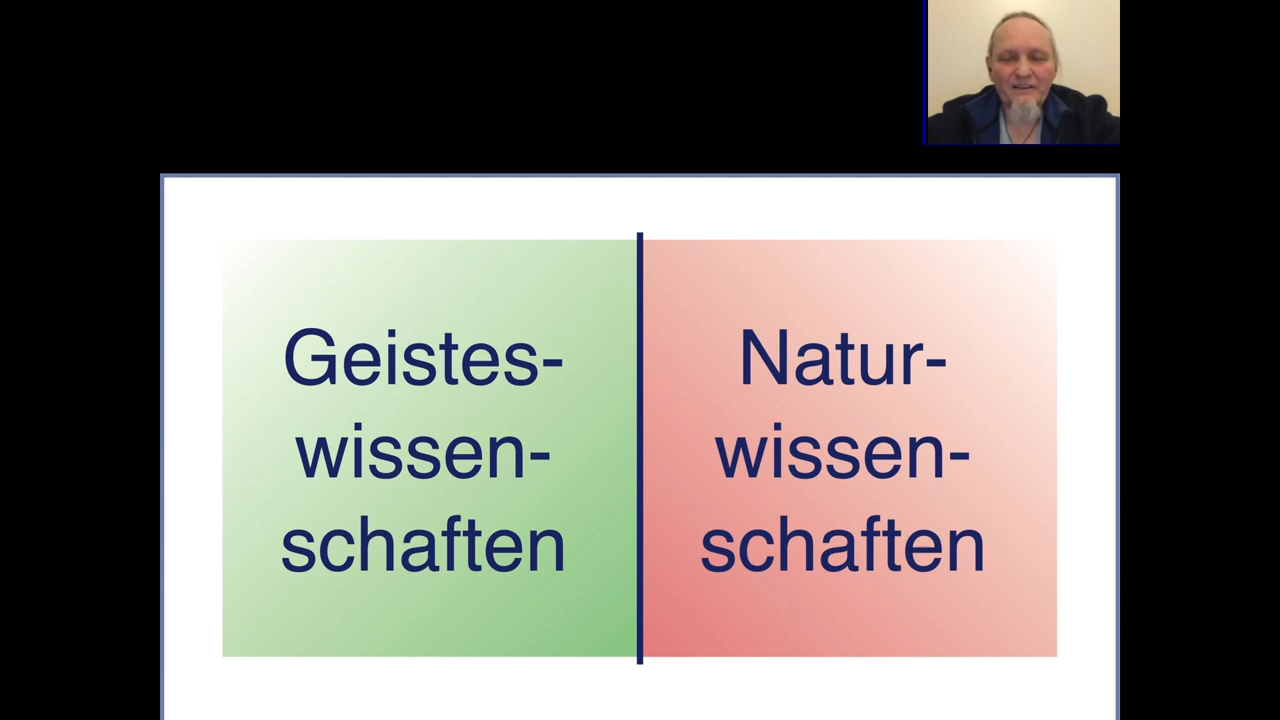 Geistes-
wissen-
schaften
Natur-
wissen-
schaften